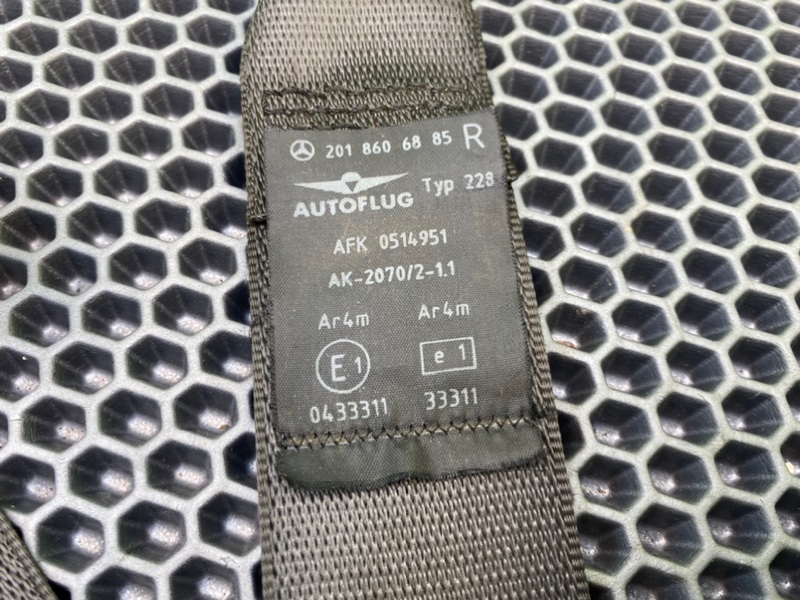 201 860 68 85 R
AUTOFLUG Typ 228
AFK 0514951
AK-2070/2-1.1
Ar4m Ar4m
E1 e 1
0433311 33311